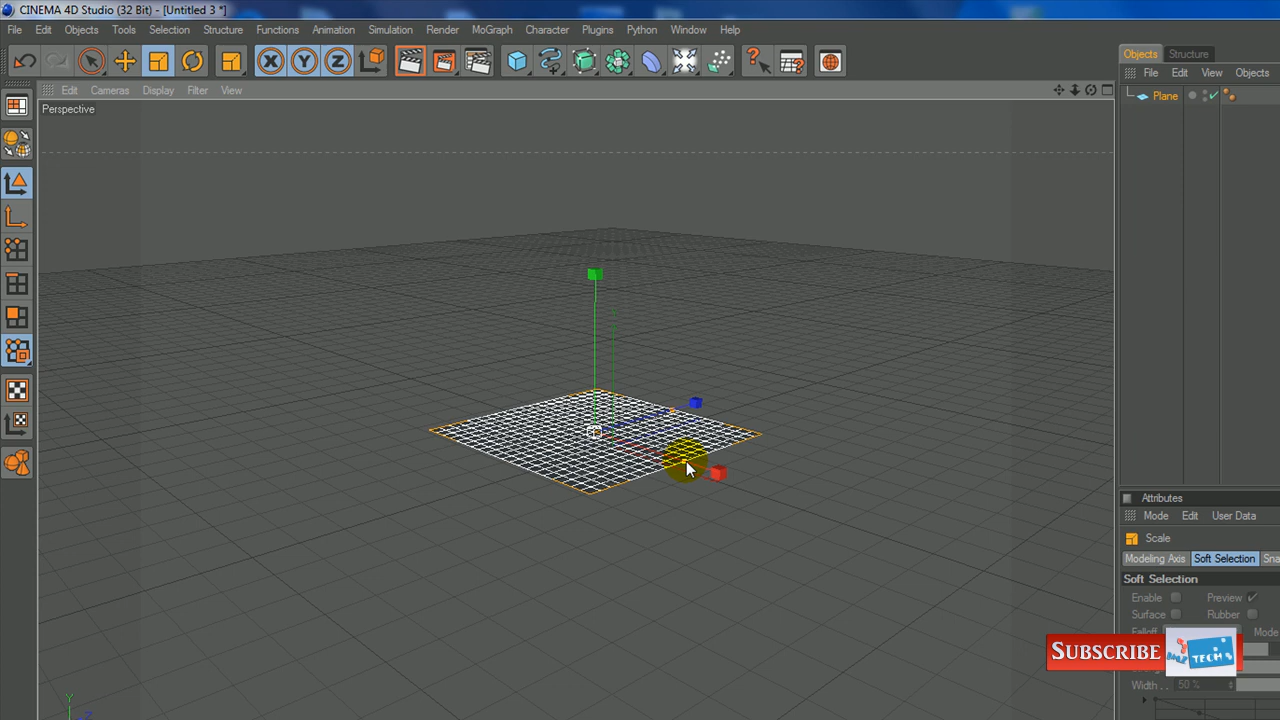 CINEMA 4D Studio (32 Bit) - [Untitled 3 *]
File Edit Objects Tools Selection Structure Functions Animation Simulation Render MoGraph Character Plugins Window Python Help
X Y Z
Objects Structure
File Edit View Objects
Edit Cameras Display Filter View
Plane
Perspective
Attributes
Mode Edit User Data
Scale
Modeling Axis Soft Selection Sna
Soft Selection
Enable Preview
Surface Rubber
Falloff Mode
SUBSCRIBE
TECH
Width . . 50 %
Y
Z